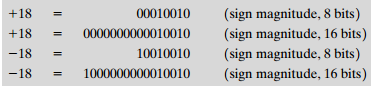 +18 = 00010010 (sign magnitude, 8 bits)
+18 = 0000000000010010 (sign magnitude, 16 bits)
−18 = 10010010 (sign magnitude, 8 bits)
−18 = 1000000000010010 (sign magnitude, 16 bits)